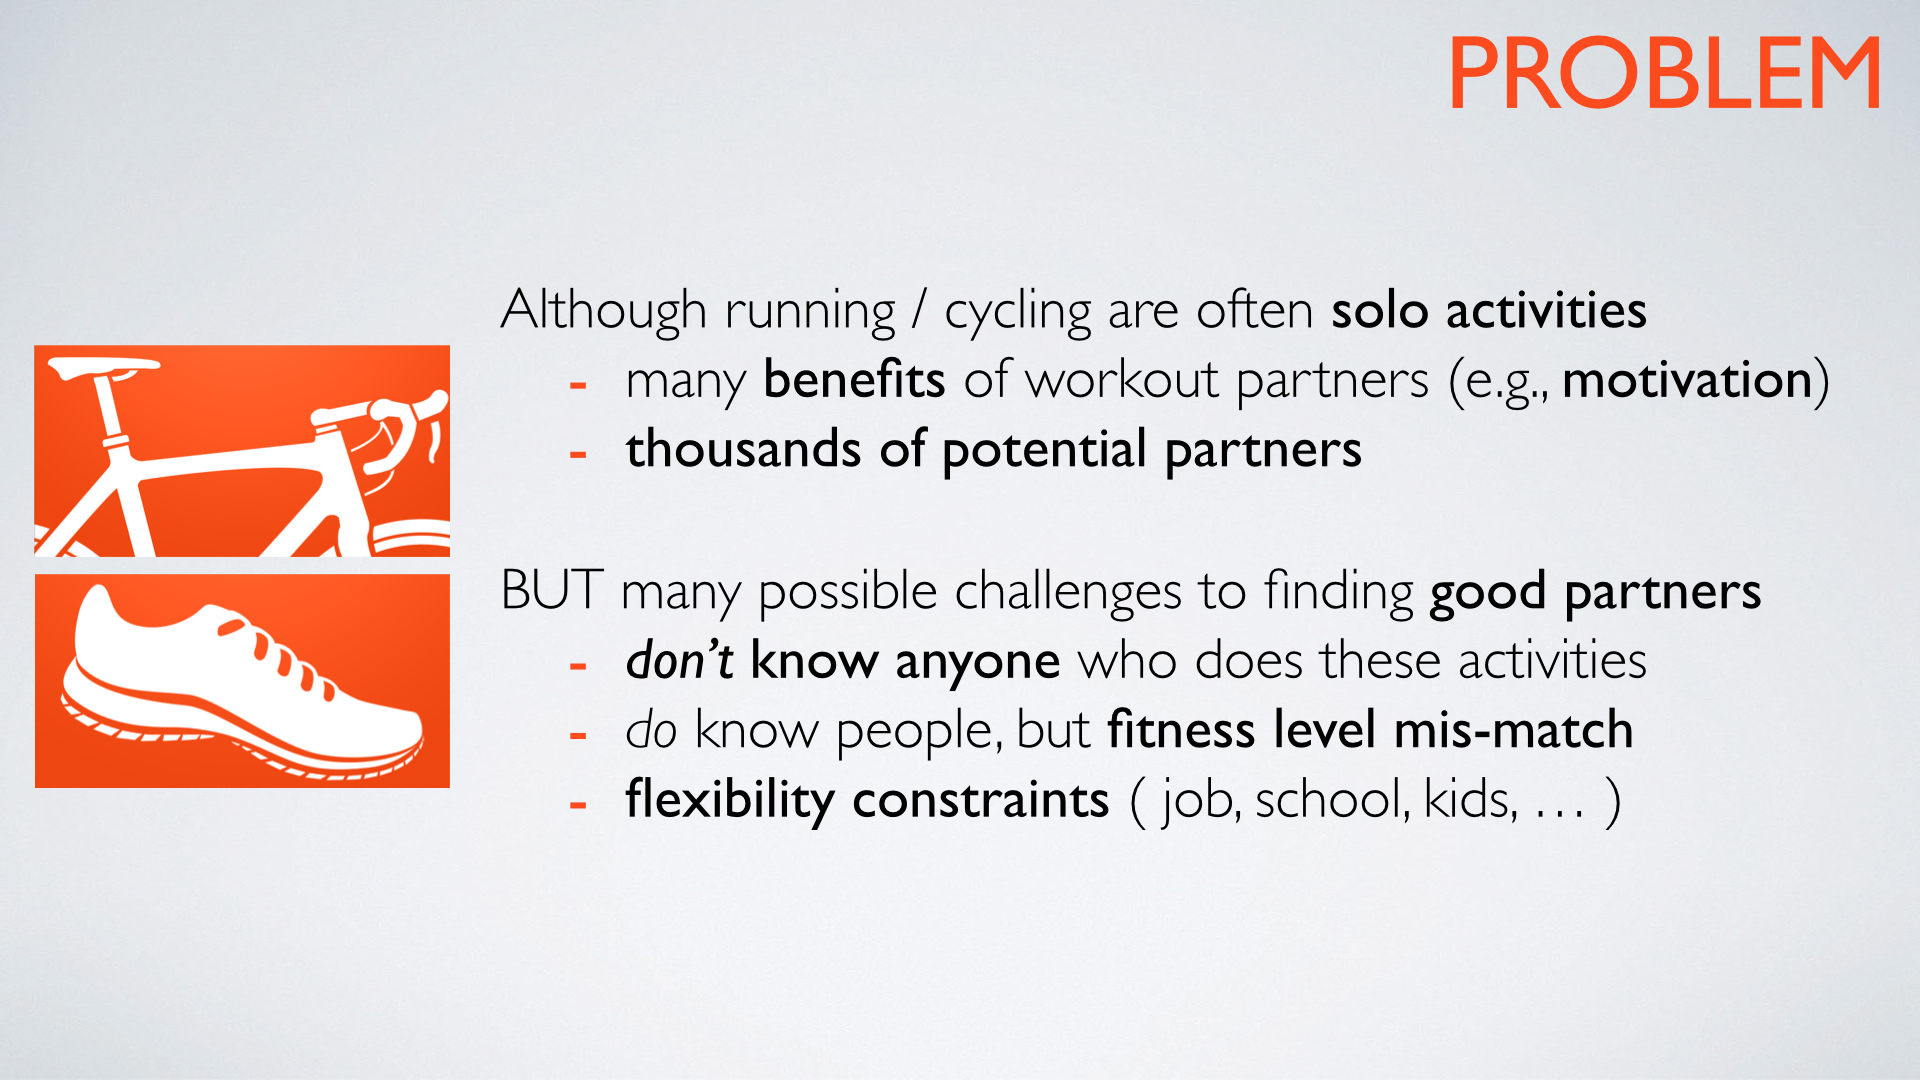 PROBLEM
Although running / cycling are often solo activities
- many benefits of workout partners (e.g., motivation)
- thousands of potential partners
BUT many possible challenges to finding good partners
- don’t know anyone who does these activities
- do know people, but fitness level mis-match
- flexibility constraints ( job, school, kids, … )